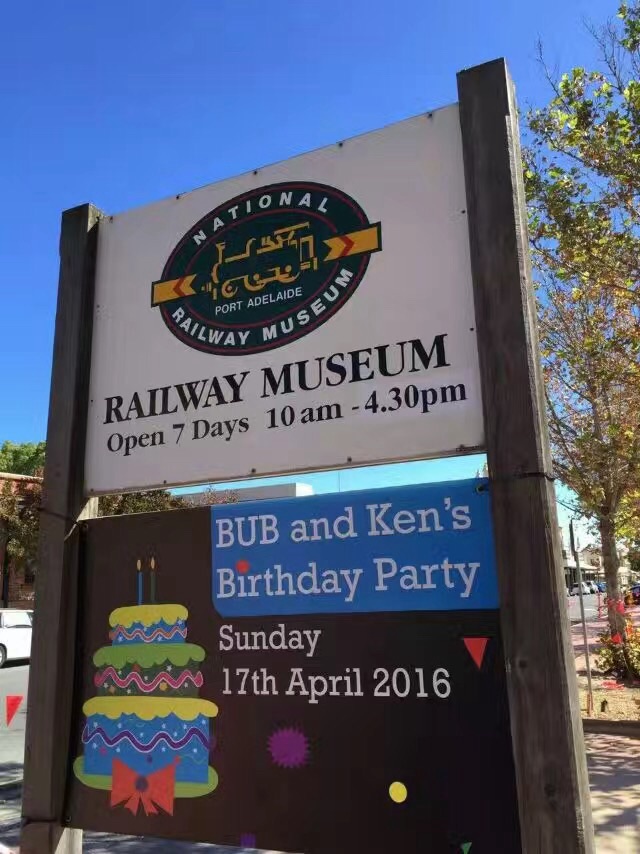 NATIONAL
PORT ADELAIDE
RAILWAY MUSEUM
RAILWAY MUSEUM
Open 7 Days 10 am - 4.30pm
BUB and Ken's
Birthday Party
Sunday
17th April 2016